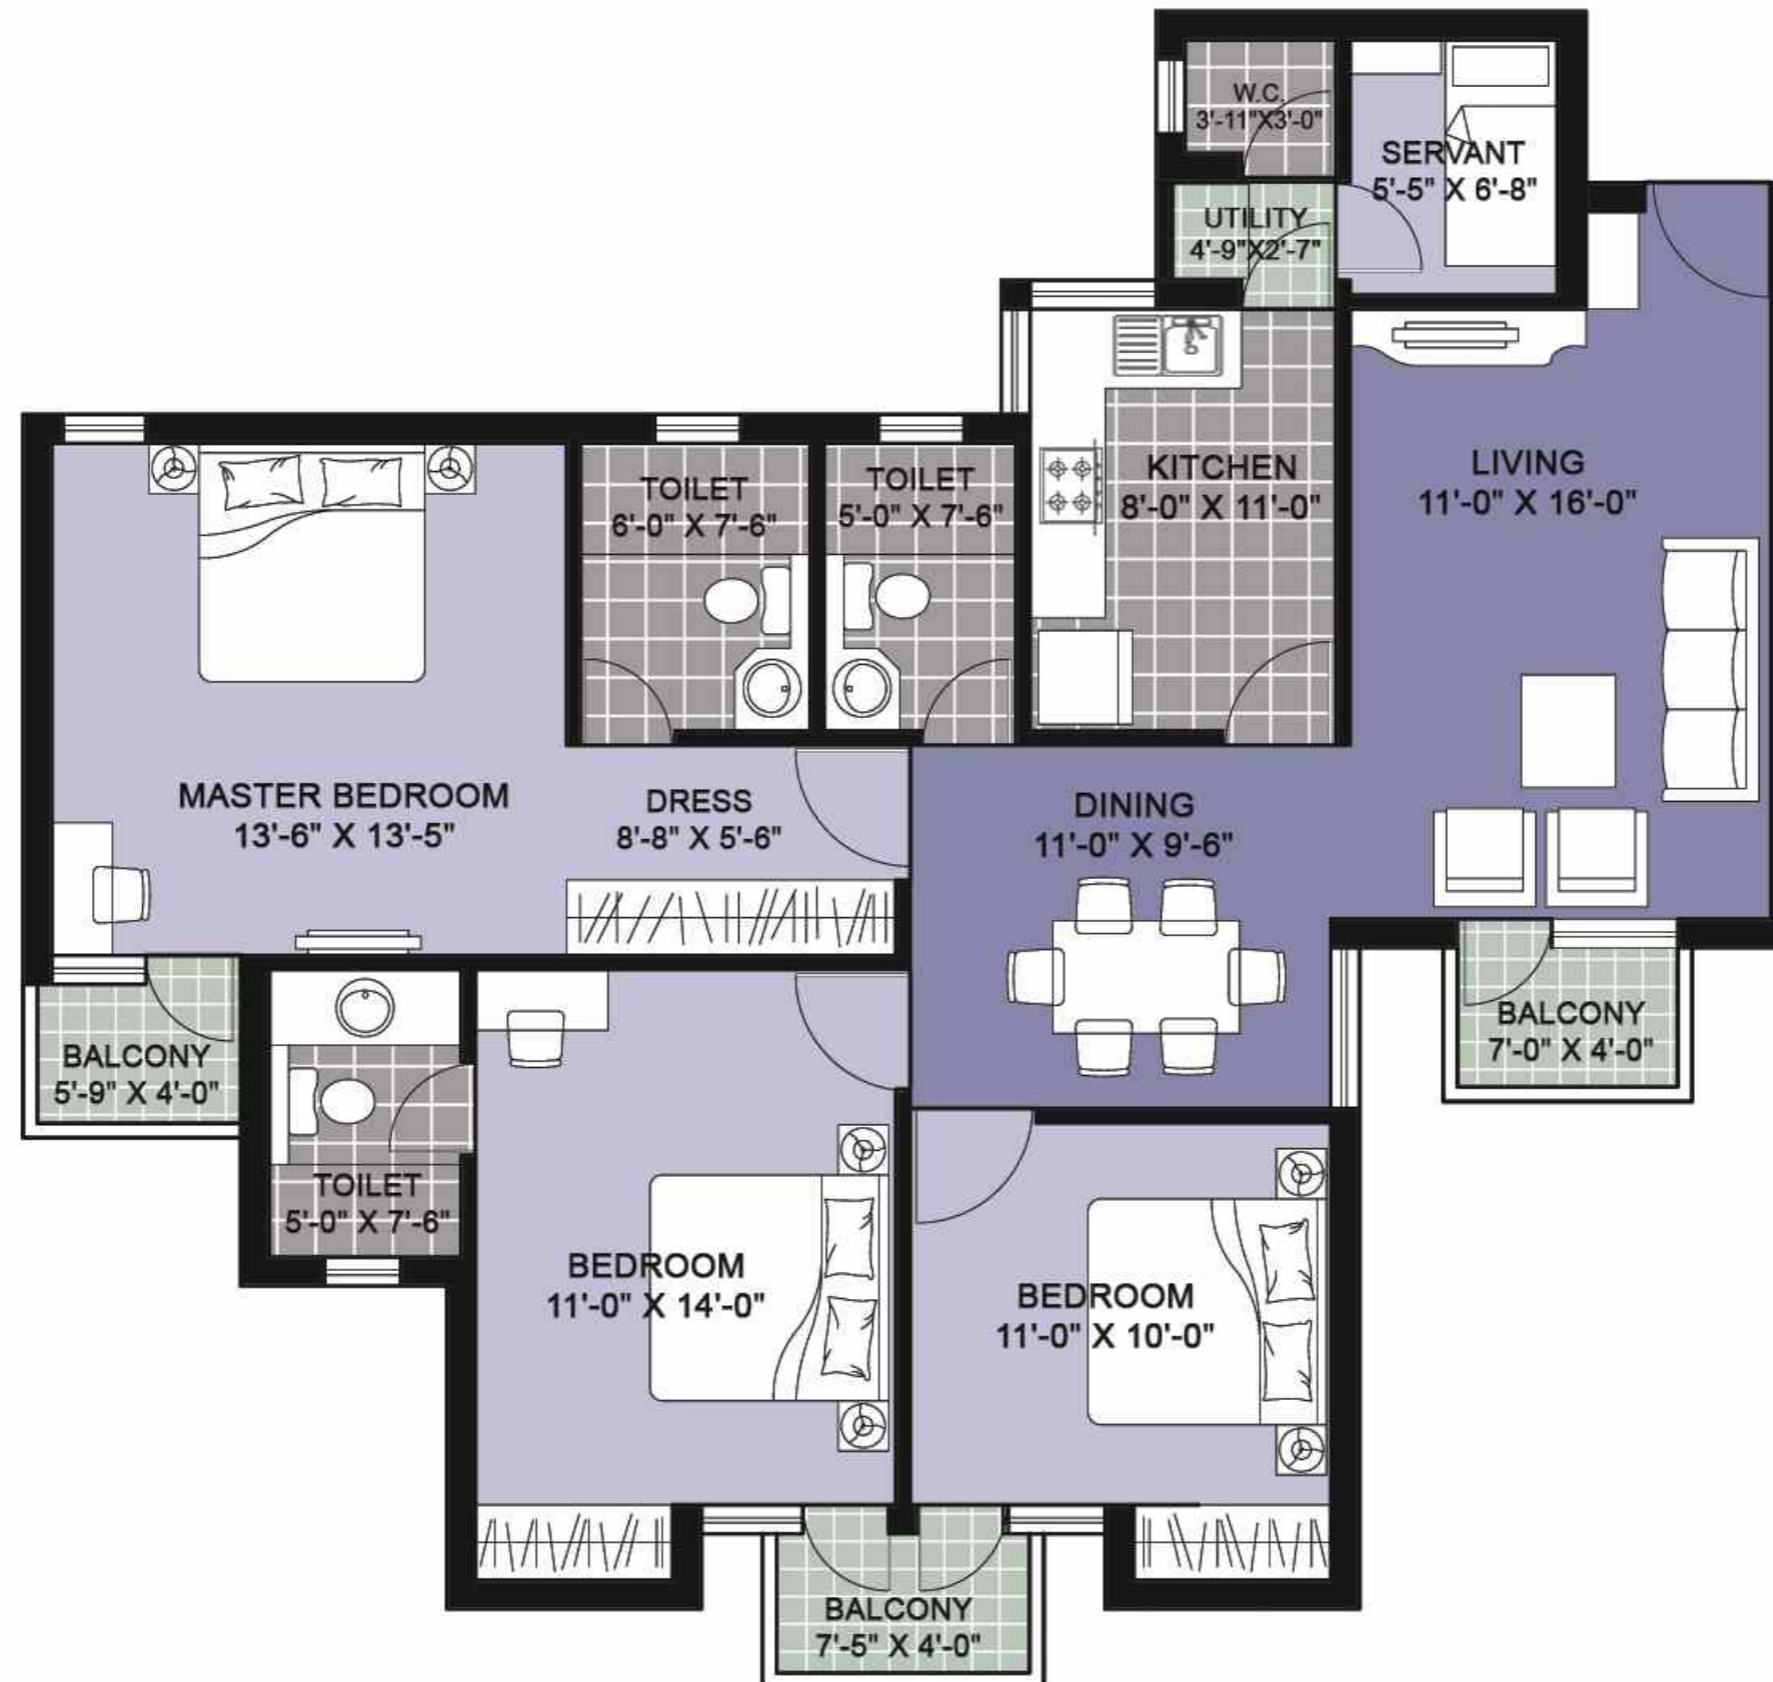 W.C.
3'-11"X3'-0"
SERVANT
5'-5" X 6'-8"
UTILITY
4'-9"X2'-7"
TOILET
6'-0" X 7'-6"
TOILET
5'-0" X 7'-6"
KITCHEN
8'-0" X 11'-0"
LIVING
11'-0" X 16'-0"
MASTER BEDROOM
13'-6" X 13'-5"
DRESS
8'-8" X 5'-6"
DINING
11'-0" X 9'-6"
BALCONY
5'-9" X 4'-0"
BALCONY
7'-0" X 4'-0"
TOILET
5'-0" X 7'-6"
BEDROOM
11'-0" X 14'-0"
BEDROOM
11'-0" X 10'-0"
BALCONY
7'-5" X 4'-0"